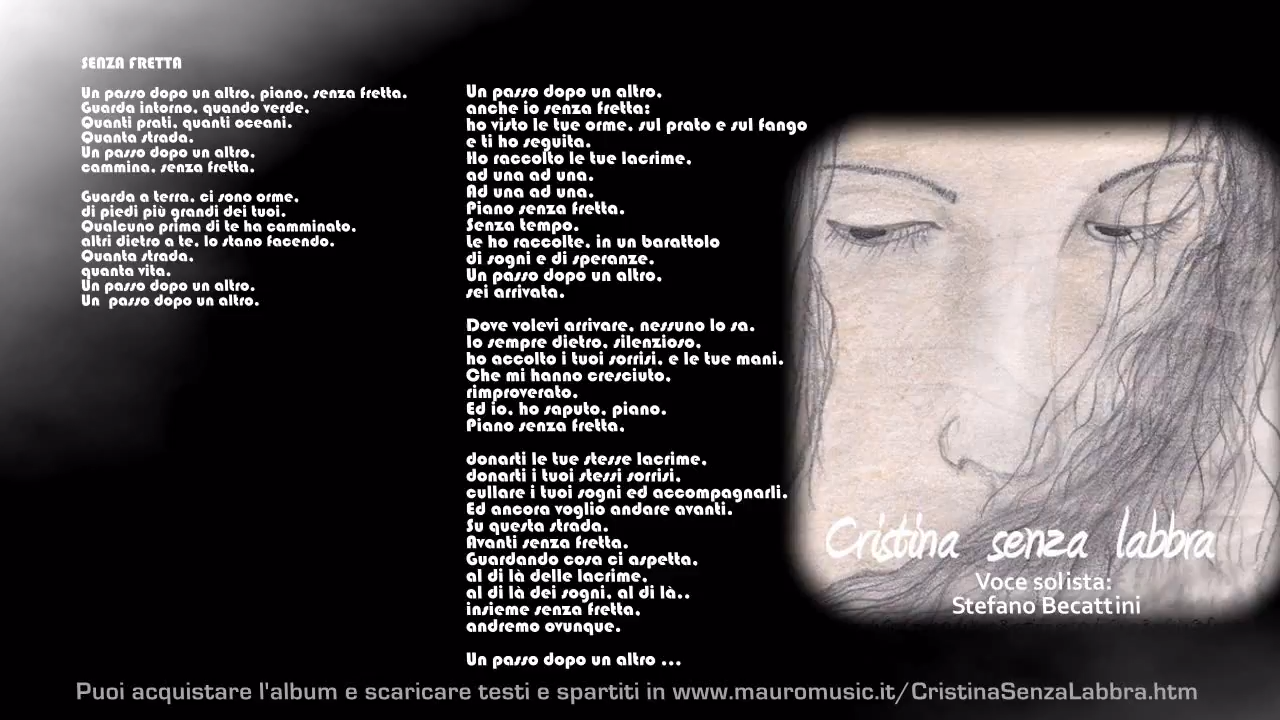 SENZA FRETTA
Un passo dopo un altro, piano, senza fretta.
Guarda intorno, quando verde,
Quanti prati, quanti oceani.
Quanta strada.
Un passo dopo un altro,
cammina, senza fretta.
Guarda a terra, ci sono orme,
di piedi più grandi dei tuoi.
Qualcuno prima di te ha camminato,
altri dietro a te, lo stano facendo.
Quanta strada,
quanta vita.
Un passo dopo un altro.
Un passo dopo un altro.
Un passo dopo un altro,
anche io senza fretta:
ho visto le tue orme, sul prato e sul fango
e ti ho seguita.
Ho raccolto le tue lacrime,
ad una ad una.
Ad una ad una.
Piano senza fretta.
Senza tempo.
Le ho raccolte, in un barattolo
di sogni e di speranze.
Un passo dopo un altro,
sei arrivata.
Dove volevi arrivare, nessuno lo sa.
Io sempre dietro, silenzioso,
ho accolto i tuoi sorrisi, e le tue mani.
Che mi hanno cresciuto,
rimproverato.
Ed io, ho saputo, piano.
Piano senza fretta,
donarti le tue stesse lacrime,
donarti i tuoi stessi sorrisi,
cullare i tuoi sogni ed accompagnarli.
Ed ancora voglio andare avanti.
Su questa strada.
Avanti senza fretta.
Guardando cosa ci aspetta,
al di là delle lacrime,
al di là dei sogni, al di là..
insieme senza fretta,
andremo ovunque.
Un passo dopo un altro ...
Cristina senza labbra
Voce solista:
Stefano Becattini
Puoi acquistare l'album e scaricare testi e spartiti in www.mauromusic.it/CristinaSenzaLabbra.htm